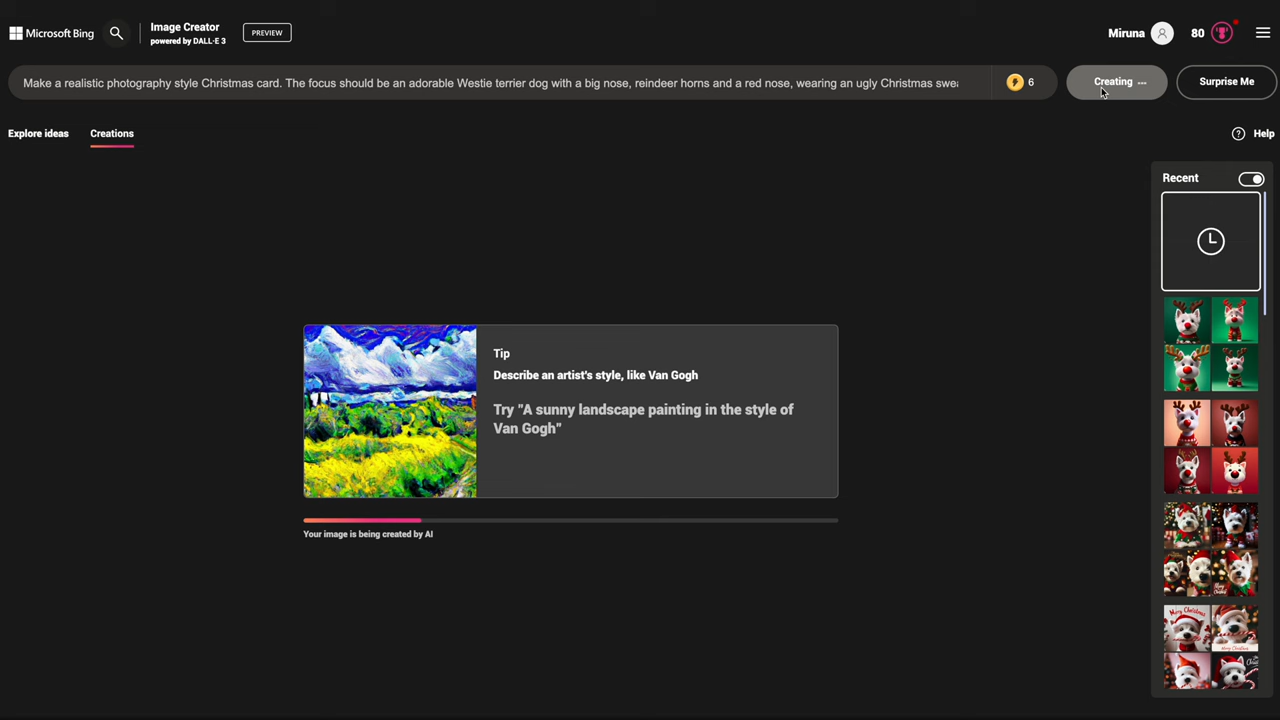 Microsoft Bing
Image Creator
powered by DALL·E 3
PREVIEW
Miruna
80
Make a realistic photography style Christmas card. The focus should be an adorable Westie terrier dog with a big nose, reindeer horns and a red nose, wearing an ugly Christmas swea
6
Creating ...
Surprise Me
Explore ideas
Creations
Help
Recent
Tip
Describe an artist's style, like Van Gogh
Try "A sunny landscape painting in the style of
Van Gogh"
Your image is being created by AI
Merry Christmas